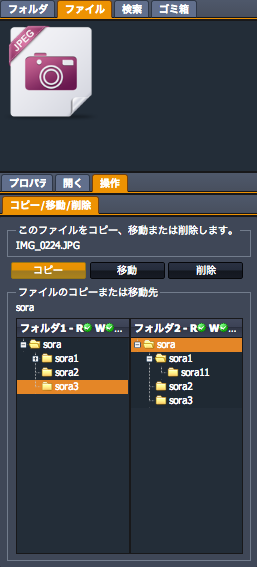 フォルダ ファイル 検索 ゴミ箱
JPEG
プロパテ 開く 操作
コピー/移動/削除
このファイルをコピー、移動または削除します。
IMG_0224.JPG
コピー 移動 削除
ファイルのコピーまたは移動先
sora
フォルダ1 - R W... フォルダ2 - R W...
sora sora
sora1 sora1
sora2 sora11
sora3 sora2
sora3